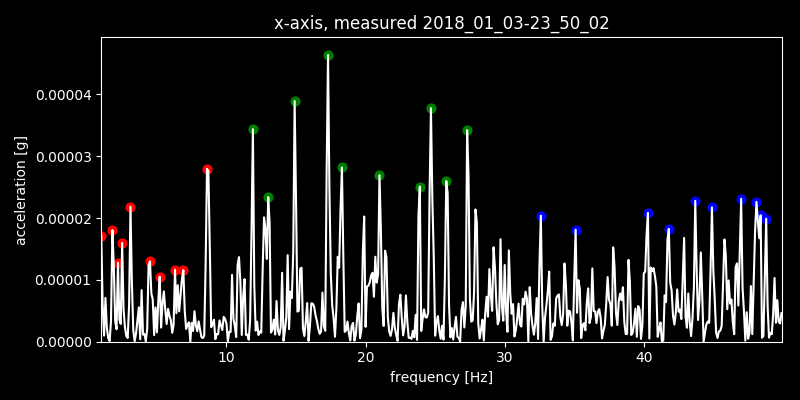 x-axis, measured 2018_01_03-23_50_02
acceleration [g]
0.00004
0.00003
0.00002
0.00001
0.00000
10 20 30 40
frequency [Hz]